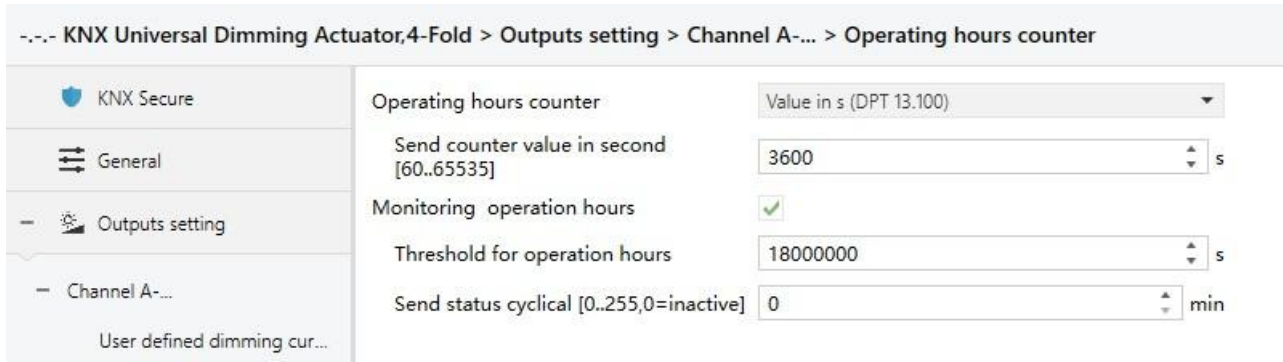 -.-.- KNX Universal Dimming Actuator,4-Fold > Outputs setting > Channel A-... > Operating hours counter
KNX Secure
General
− Outputs setting
− Channel A-...
User defined dimming cur...
Operating hours counter Value in s (DPT 13.100)
Send counter value in second
[60..65535] 3600 s
Monitoring operation hours
Threshold for operation hours 18000000 s
Send status cyclical [0..255,0=inactive] 0 min